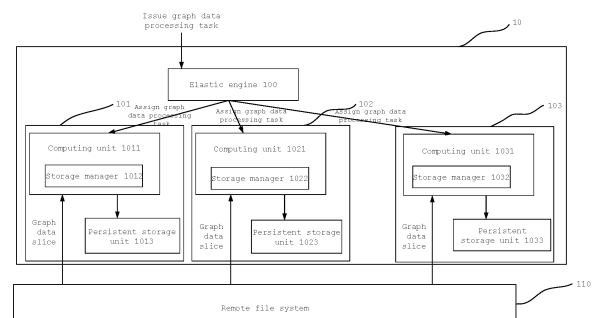 Issue graph data
processing task
10
Elastic engine 100
101
102
103
Assign graph
data processing
task
Assign graph data
processing task
Assign graph data
processing task
Computing unit 1011
Storage manager 1012
Computing unit 1021
Storage manager 1022
Computing unit 1031
Storage manager 1032
Graph
data
slice
Persistent storage
unit 1013
Graph
data
slice
Persistent storage
unit 1023
Graph
data
slice
Persistent
storage unit 1033
110
Remote file system